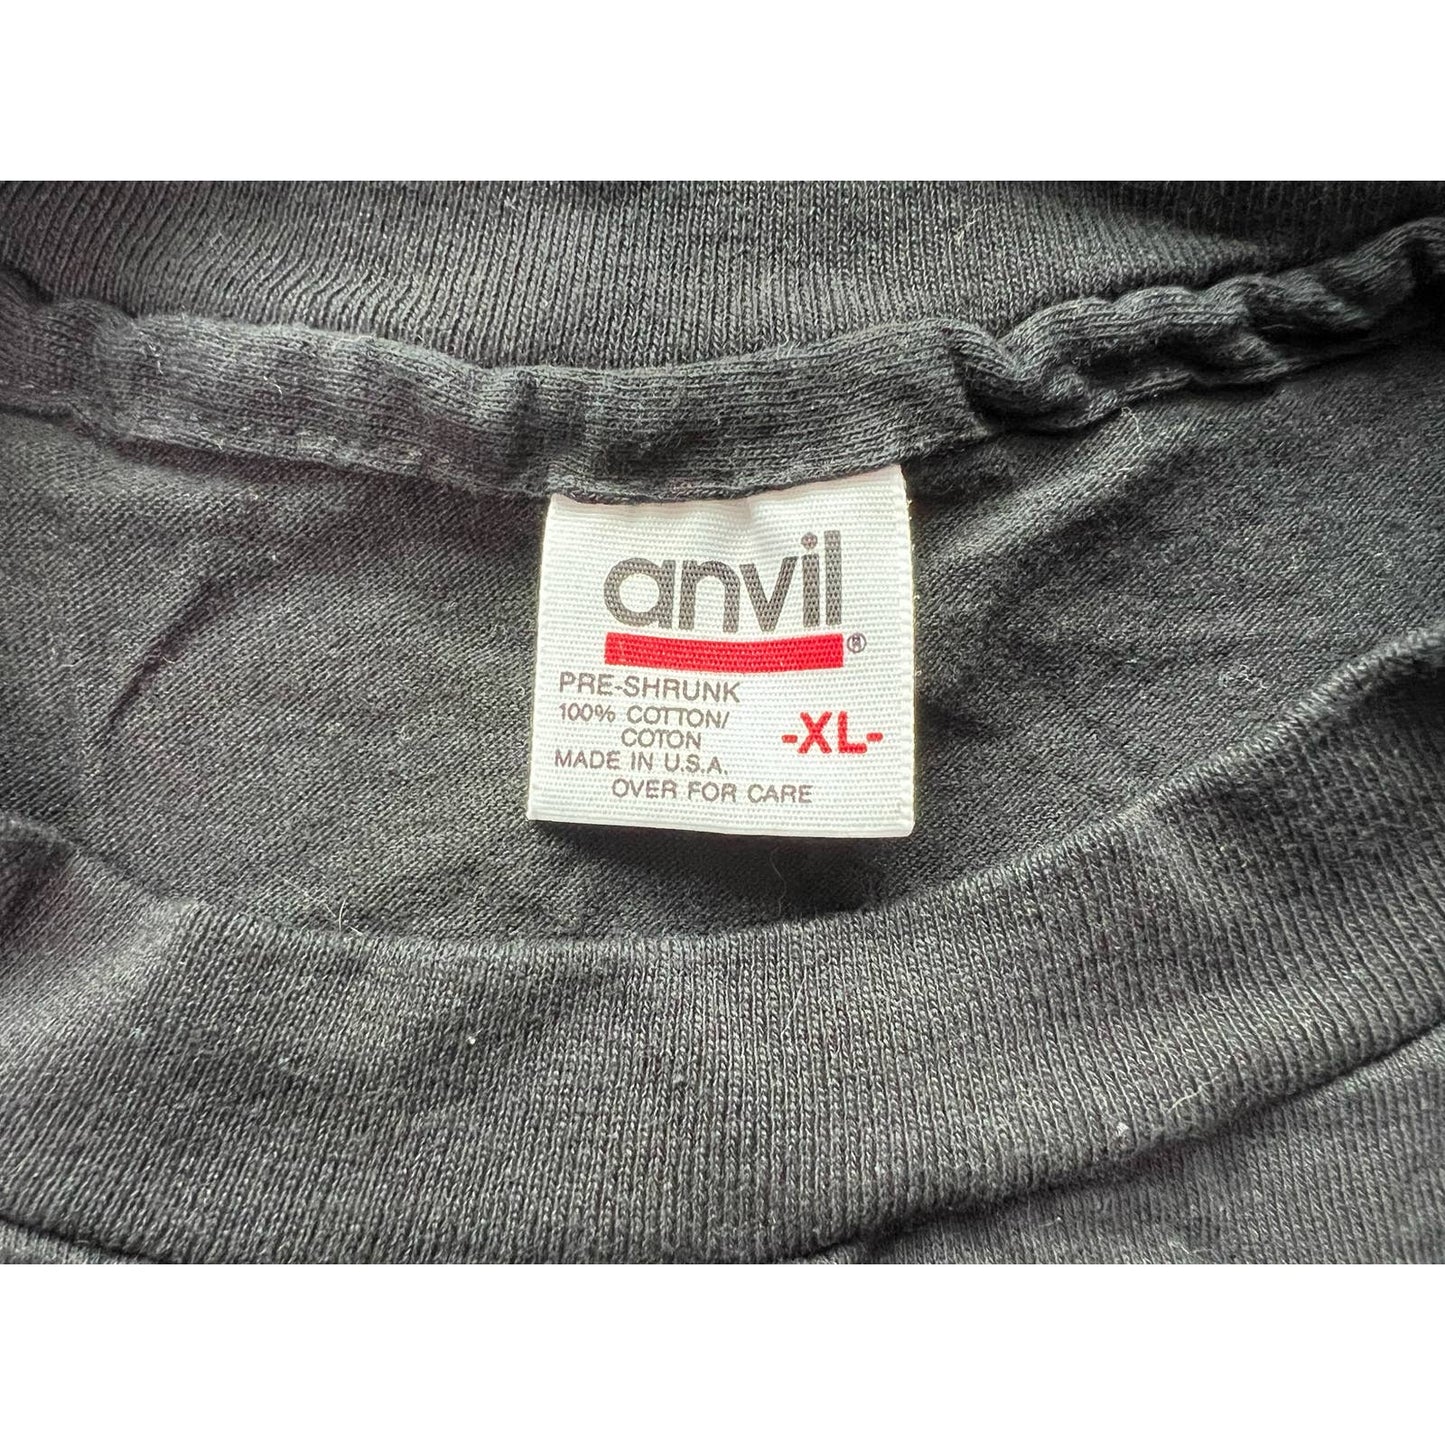 anvil®
PRE-SHRUNK
100% COTTON/
COTON
-XL-
MADE IN U.S.A.
OVER FOR CARE